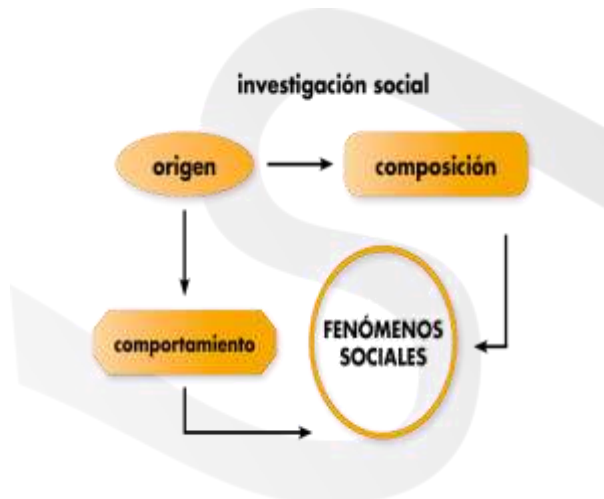 investigación social
origen
composición
comportamiento
FENÓMENOS
SOCIALES